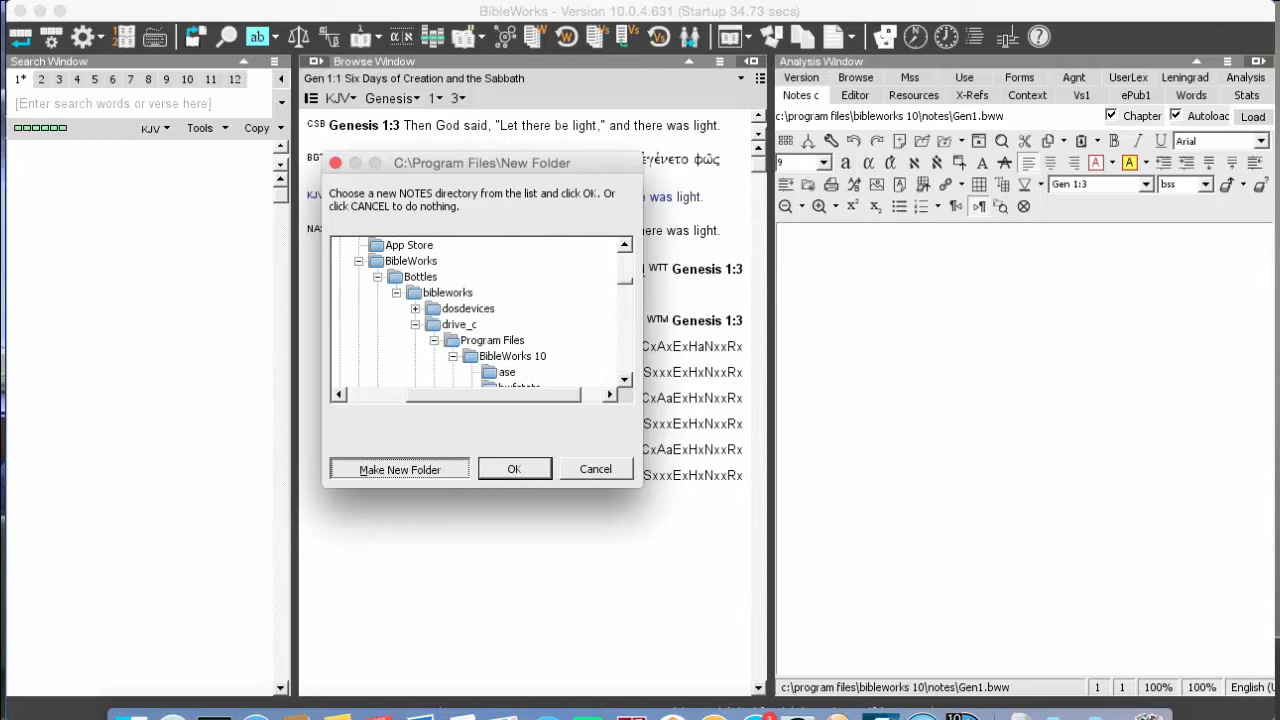 BibleWorks - Version 10.0.4.631 (Startup 34.73 secs)
ab
Search Window
1* 2 3 4 5 6 7 8 9 10 11 12
[Enter search words or verse here]
KJV Tools Copy
Browse Window
Gen 1:1 Six Days of Creation and the Sabbath
KJV Genesis 1 3
CSB Genesis 1:3 Then God said, "Let there be light," and there was light.
ἐγένετο φῶς
was light.
here was light.
WTT Genesis 1:3
WTM Genesis 1:3
CxAxExHaNxxRx
SxxxExHxNxxRx
CxAaExHxNxxRx
SxxxExHxNxxRx
CxAaExHxNxxRx
SxxxExHxNxxRx
C:\Program Files\New Folder
Choose a new NOTES directory from the list and click OK. Or
click CANCEL to do nothing.
App Store
BibleWorks
Bottles
bibleworks
dosdevices
drive_c
Program Files
BibleWorks 10
ase
Make New Folder OK Cancel
Analysis Window
Version Browse Mss Use Forms Agnt UserLex Leningrad Analysis
Notes c Editor Resources X-Refs Context Vs1 ePub1 Words Stats
c:\program files\bibleworks 10\notes\Gen1.bww Chapter Autoloac Load
Arial
9
Gen 1:3 bss
c:\program files\bibleworks 10\notes\Gen1.bww 1 1 100% 100% English (U